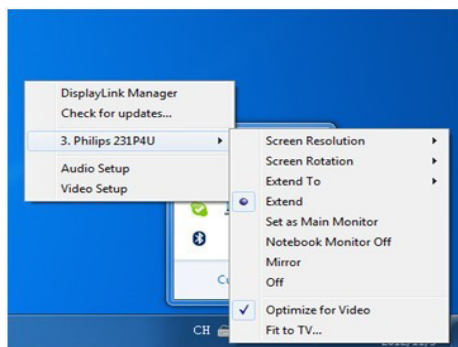 DisplayLink Manager
Check for updates...
3. Philips 231P4U
Audio Setup
Video Setup
Screen Resolution
Screen Rotation
Extend To
Extend
Set as Main Monitor
Notebook Monitor Off
Mirror
Off
Optimize for Video
Fit to TV...
CH